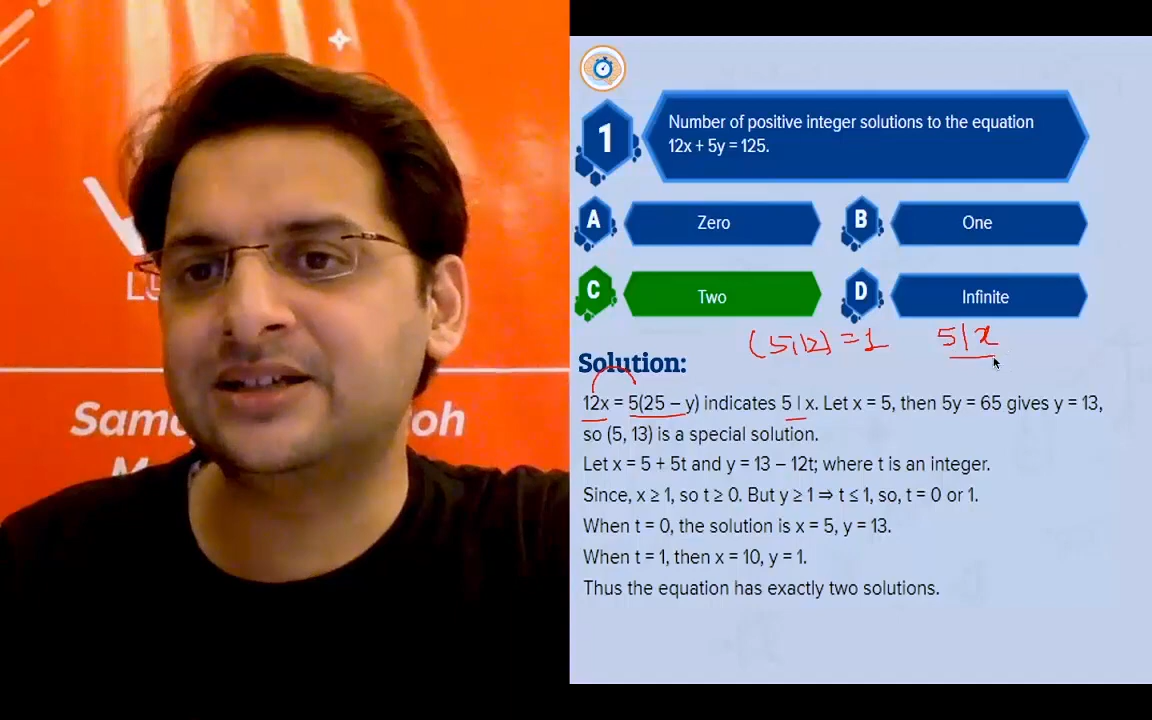 1
Number of positive integer solutions to the equation
12x + 5y = 125.
A Zero
B One
C Two
D Infinite
(5,12) = 1 5|x
Solution:
12x = 5(25 – y) indicates 5 | x. Let x = 5, then 5y = 65 gives y = 13,
so (5, 13) is a special solution.
Let x = 5 + 5t and y = 13 – 12t; where t is an integer.
Since, x ≥ 1, so t ≥ 0. But y ≥ 1 ⇒ t ≤ 1, so, t = 0 or 1.
When t = 0, the solution is x = 5, y = 13.
When t = 1, then x = 10, y = 1.
Thus the equation has exactly two solutions.